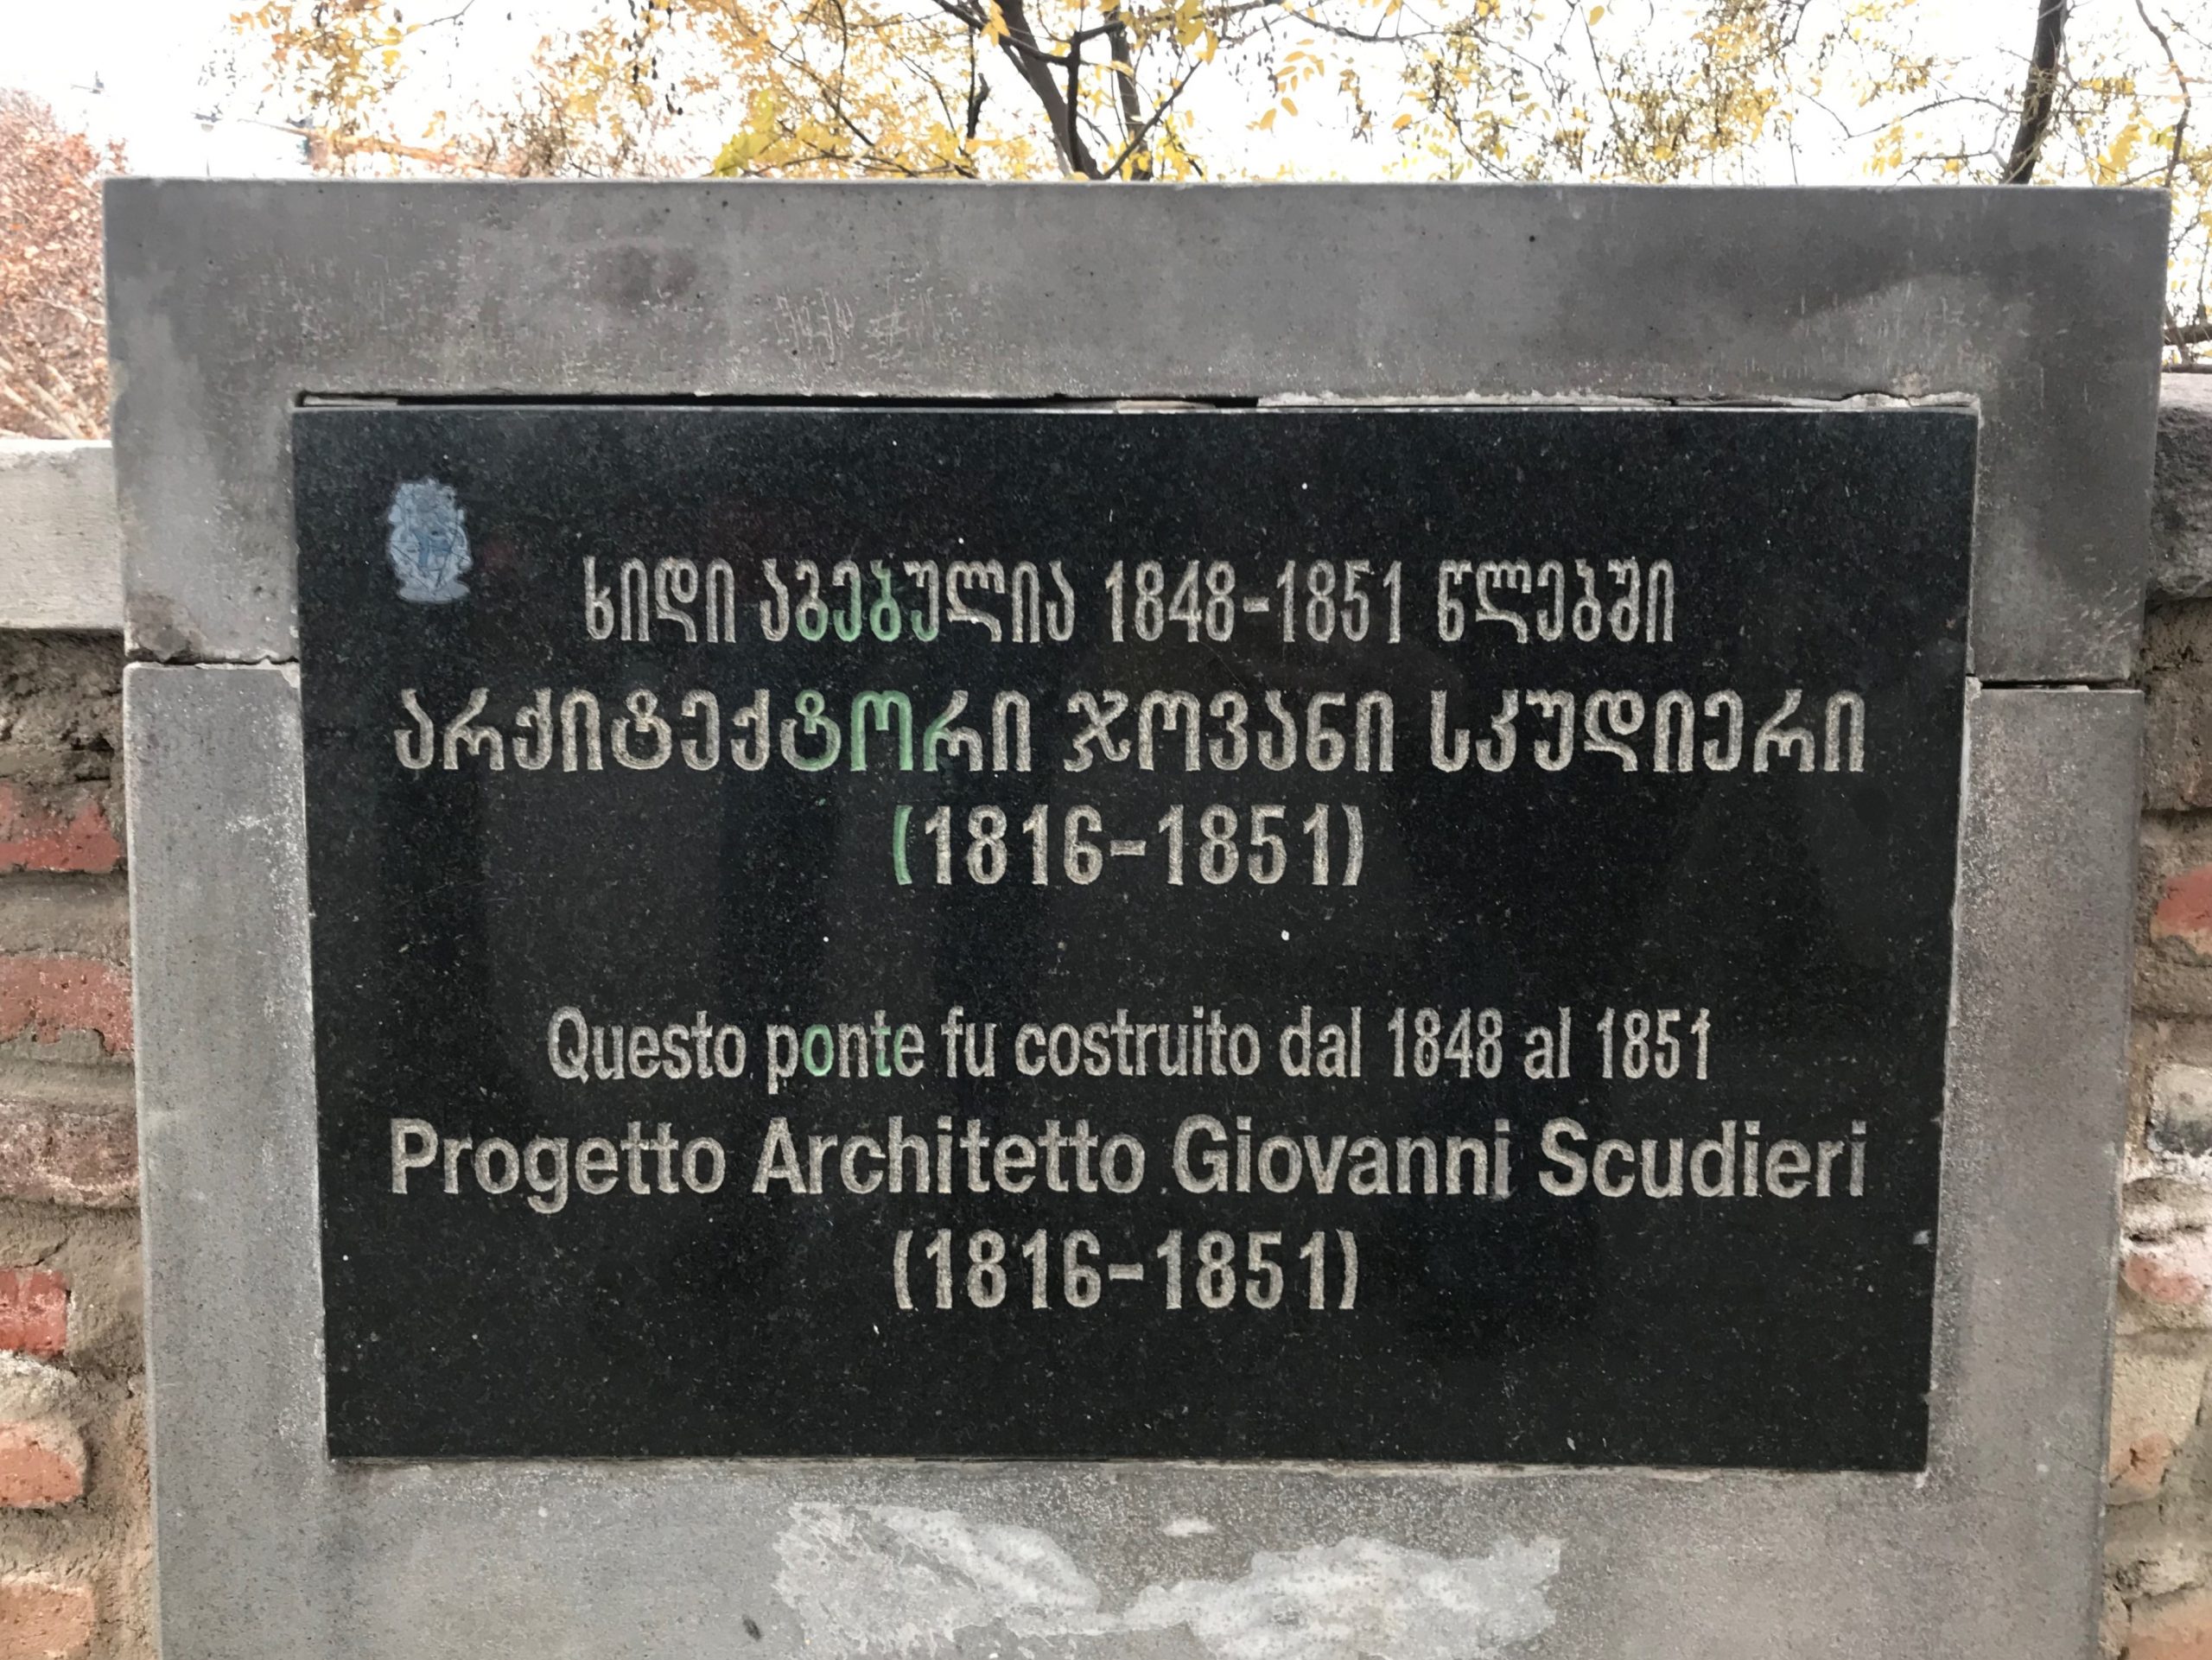 ხიდი აგებულია 1848-1851 წლებში
არქიტექტორი ჯოვანი სკუდიერი
(1816-1851)
Questo ponte fu costruito dal 1848 al 1851
Progetto Architetto Giovanni Scudieri
(1816-1851)